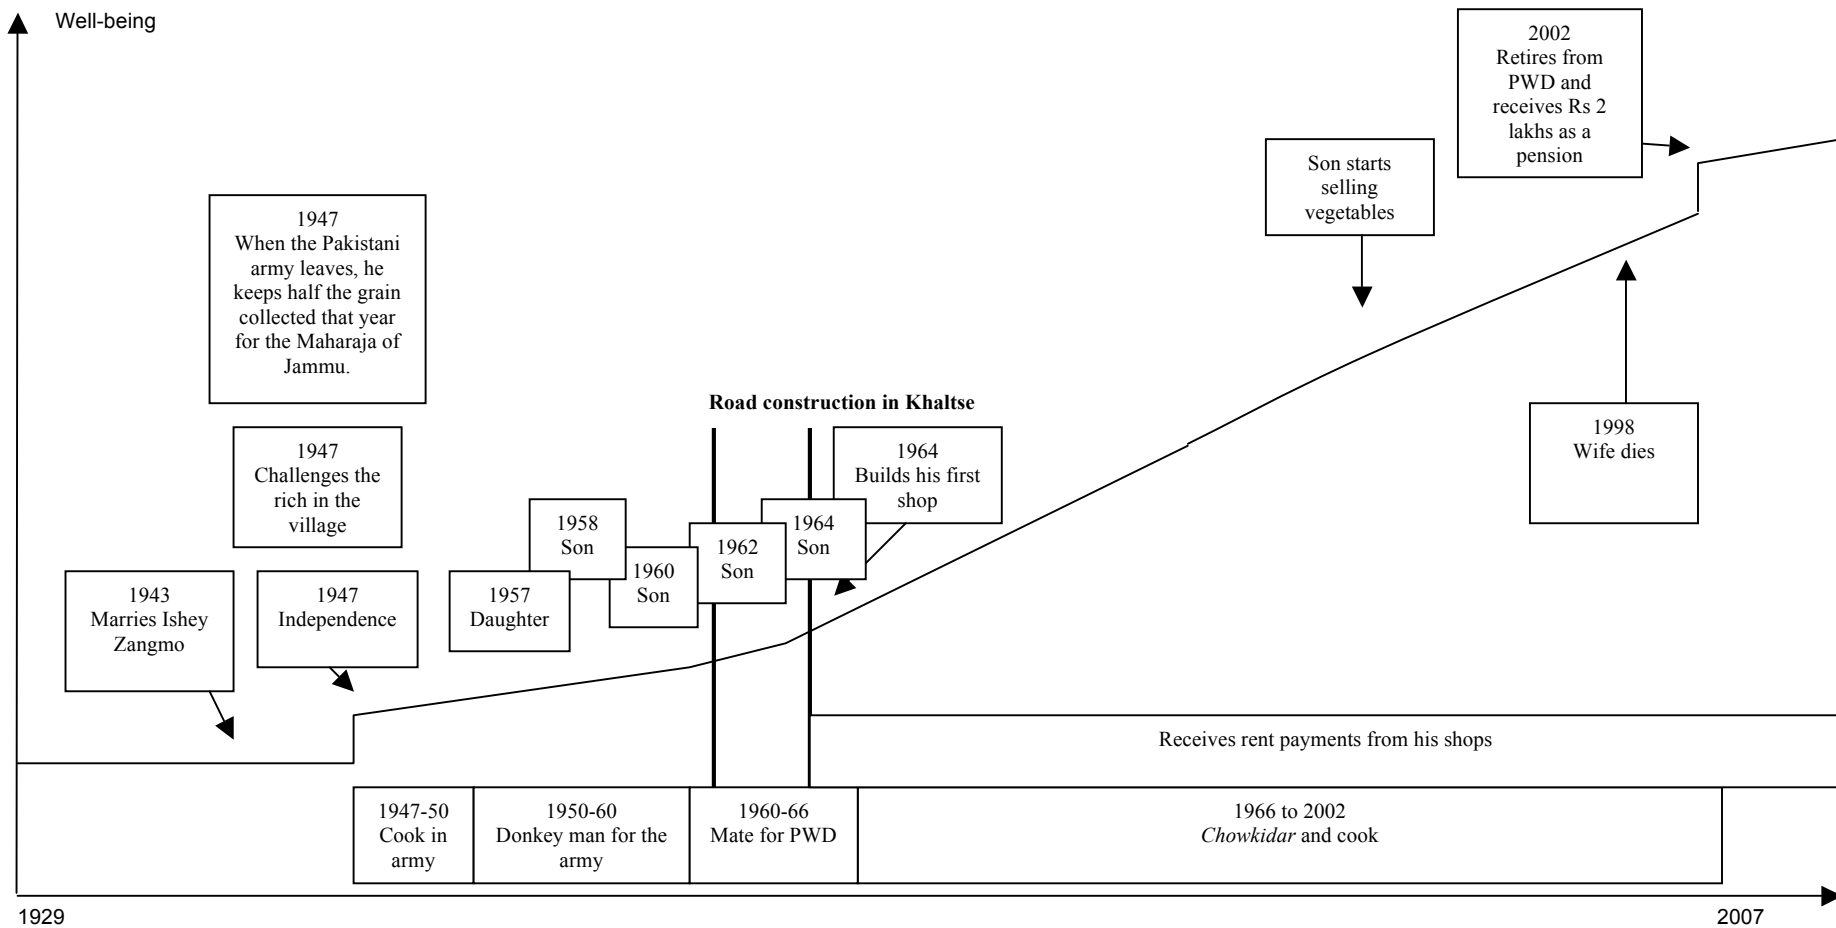 Well-being
2002
Retires from
PWD and
receives Rs 2
lakhs as a
pension
Son starts
selling
vegetables
1947
When the Pakistani
army leaves, he
keeps half the grain
collected that year
for the Maharaja of
Jammu.
Road construction in Khaltse
1947
Challenges the
rich in the
village
1964
Builds his first
shop
1998
Wife dies
1958
Son
1964
Son
1962
Son
1960
Son
1943
Marries Ishey
Zangmo
1947
Independence
1957
Daughter
Receives rent payments from his shops
1947-50
Cook in
army
1950-60
Donkey man for the
army
1960-66
Mate for PWD
1966 to 2002
Chowkidar and cook
1929
2007